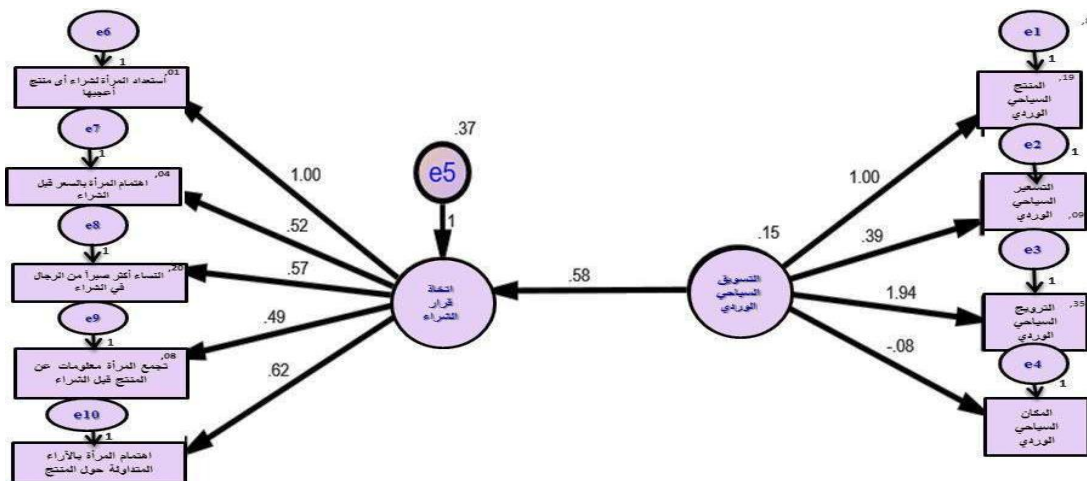 e6
1
استعداد المرأة لشراء أى منتج
أعجبها
,01
e7
1
اهتمام المرأة بالسعر قبل
الشراء
,04
e8
1
النساء أكثر صبراً من الرجال
في الشراء
,20
e9
1
تجمع المرأة معلومات عن
المنتج قبل الشراء
,08
e10
1
اهتمام المرأة بالآراء
المتداولة حول المنتج
1.00
.52
.57
.49
.62
.37
e5
1
اتخاذ
قرار
الشراء
.58
.15
التسويق
السياحي
الوردي
1.00
.39
1.94
-.08
e1
1
المنتج
السياحي
الوردي
,19
e2
1
التسعير
السياحي
الوردي
,09
e3
1
الترويج
السياحي
الوردي
,35
e4
1
المكان
السياحي
الوردي